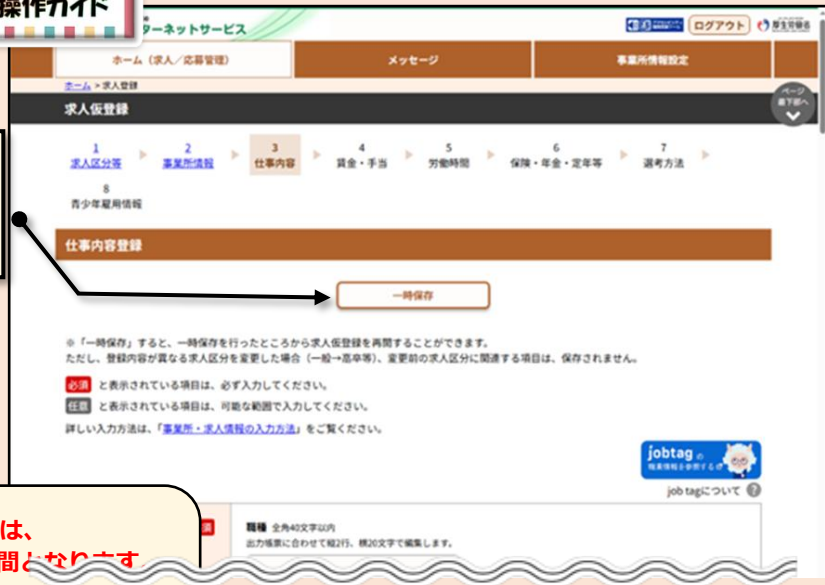 操作ガイド
ーネットサービス
ログアウト
厚生労働省
ホーム（求人／応募管理）
メッセージ
事業所情報設定
ホーム > 求人登録
求人仮登録
ページ
最下部へ
1
求人区分等
2
事業所情報
3
仕事内容
4
賃金・手当
5
労働時間
6
保険・年金・定年等
7
選考方法
8
青少年雇用情報
仕事内容登録
一時保存
※「一時保存」すると、一時保存を行ったところから求人仮登録を再開することができます。
ただし、登録内容が異なる求人区分を変更した場合（一般→高卒等）、変更前の求人区分に関連する項目は、保存されません。
必須 と表示されている項目は、必ず入力してください。
任意 と表示されている項目は、可能な範囲で入力してください。
詳しい入力方法は、「事業所・求人情報の入力方法」をご覧ください。
jobtag の
職業情報を参照する
job tagについて ?
は、
間となります
職種 全角40文字以内
出力帳票に合わせて縦2行、横20文字で編集します。